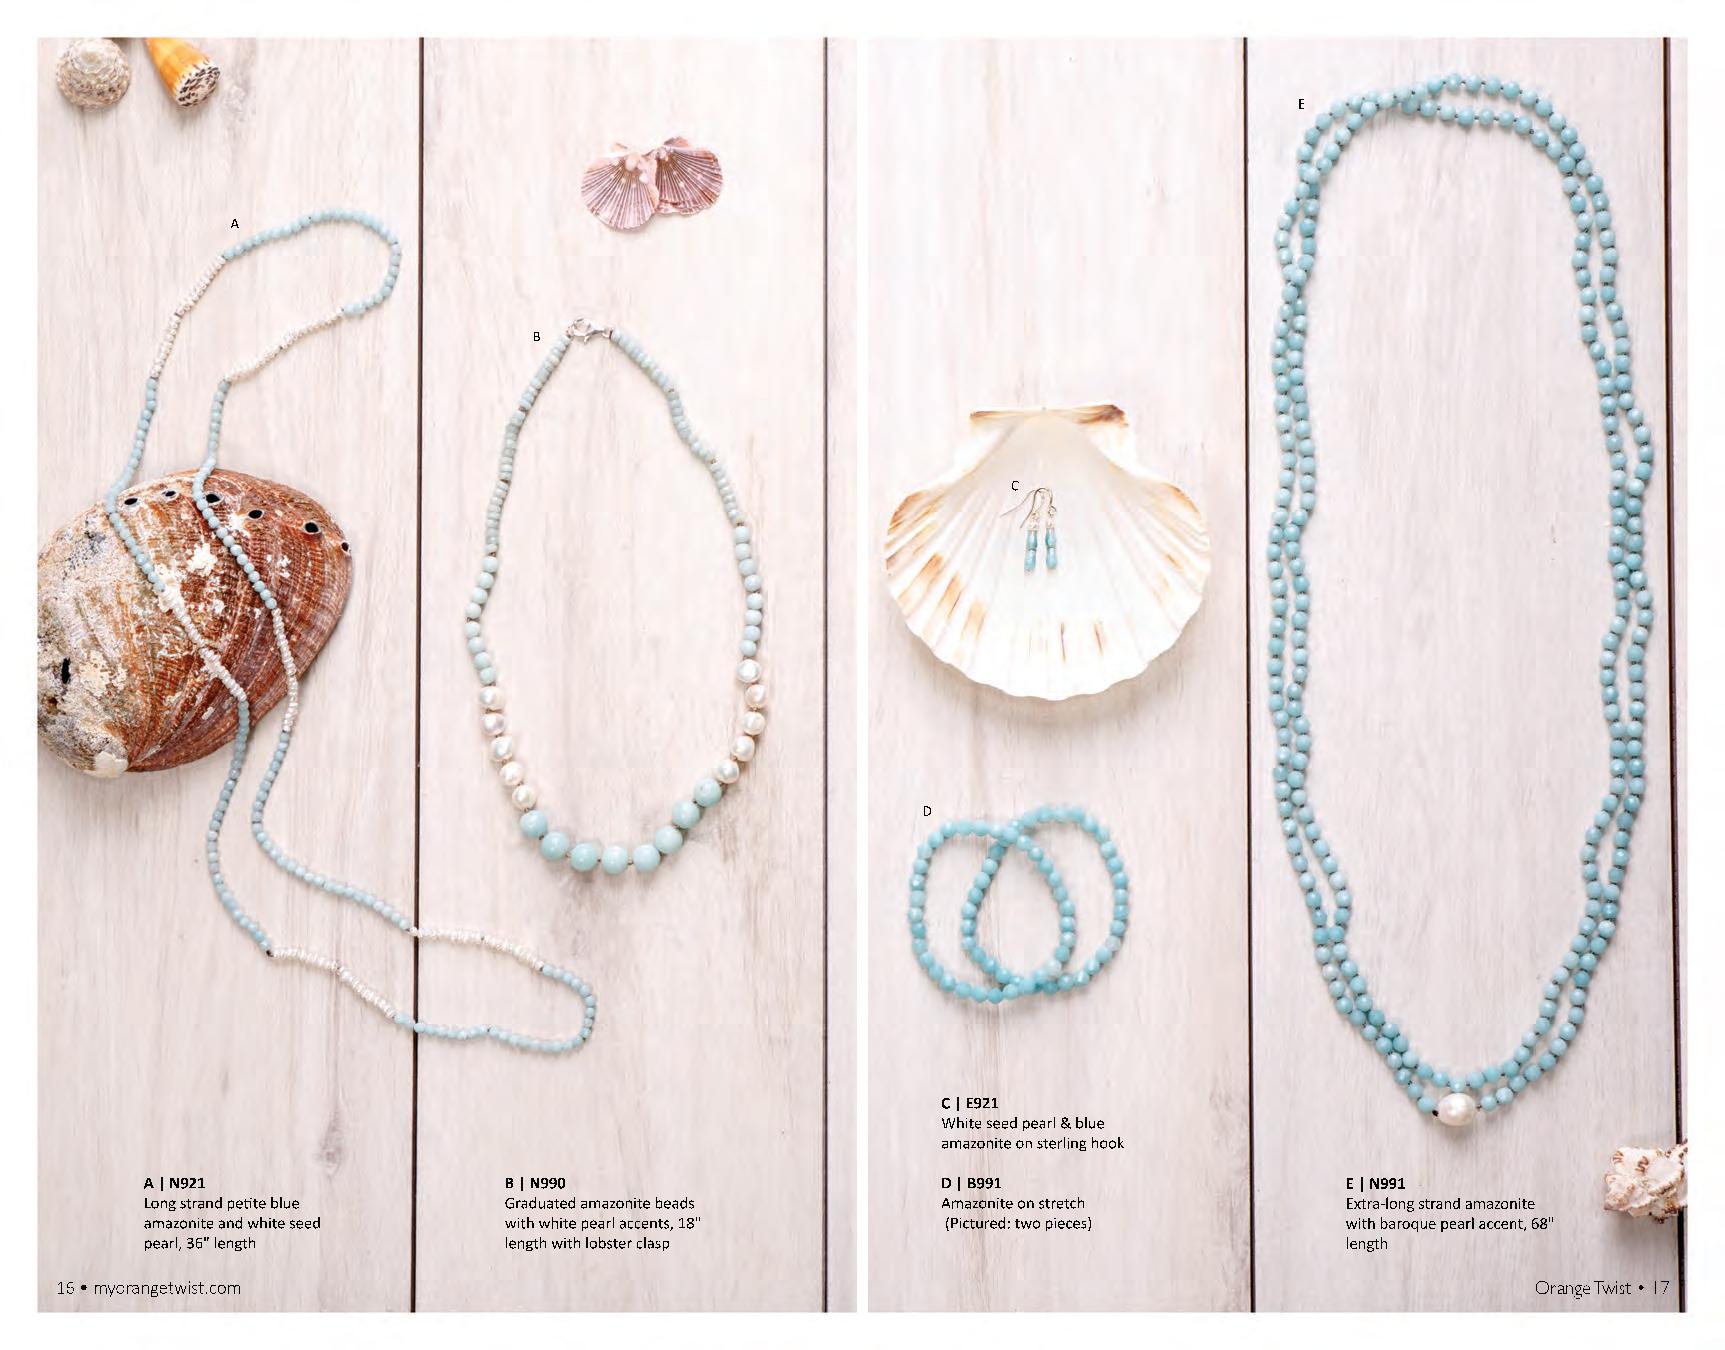 A
B
C
D
E
A | N921
Long strand petite blue
amazonite and white seed
pearl, 36" length
B | N990
Graduated amazonite beads
with white pearl accents, 18"
length with lobster clasp
C | E921
White seed pearl & blue
amazonite on sterling hook
D | B991
Amazonite on stretch
(Pictured: two pieces)
E | N991
Extra-long strand amazonite
with baroque pearl accent, 68"
length
16 • myorangetwist.com
Orange Twist • 17